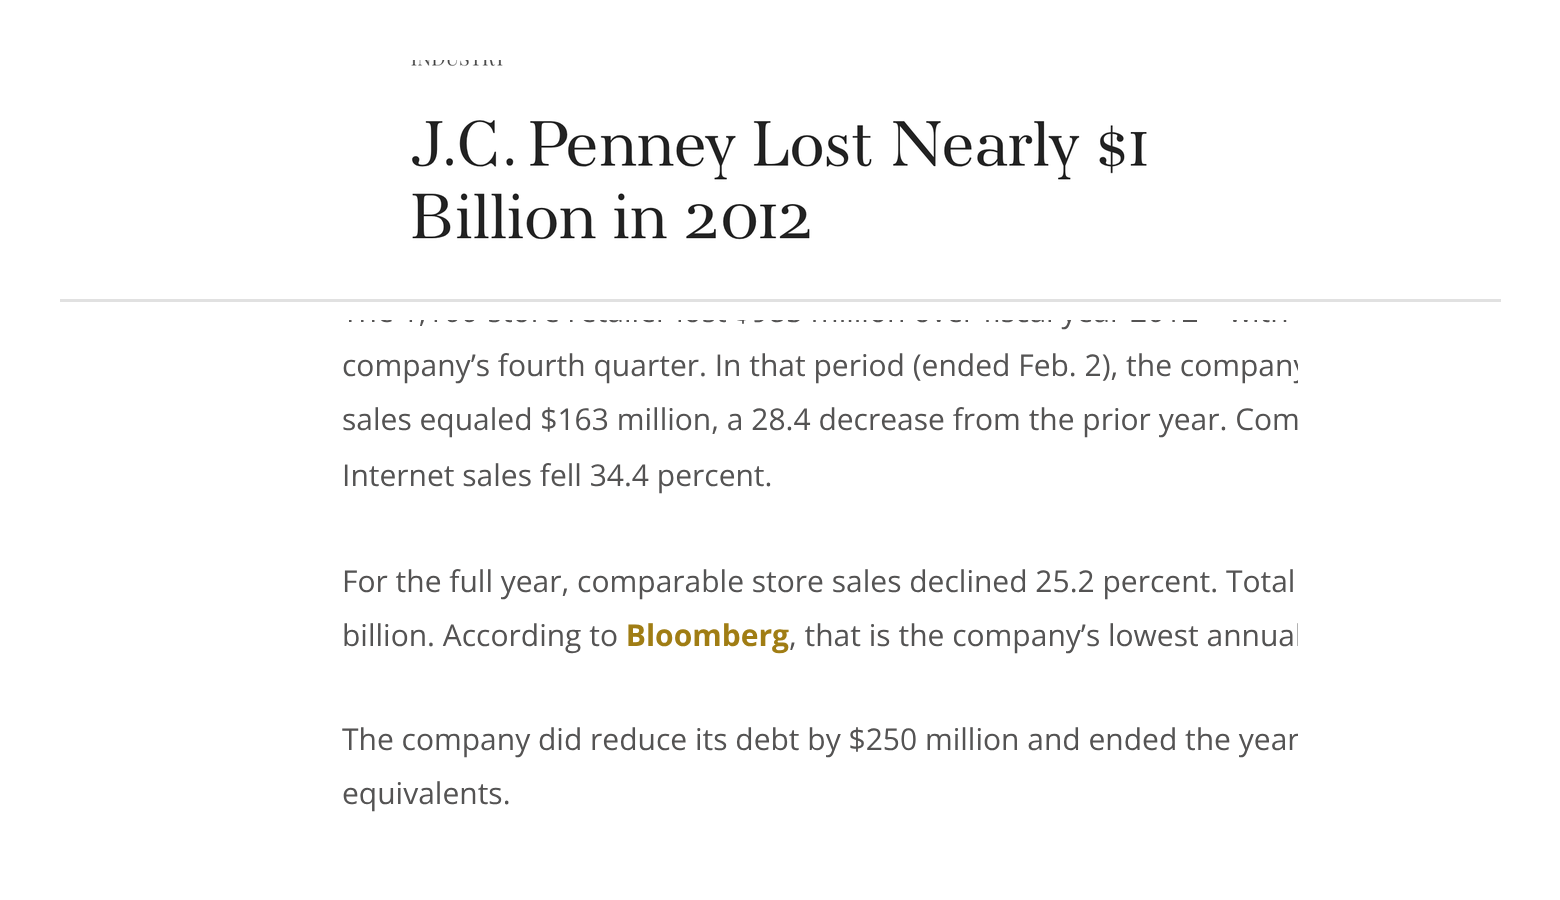 INDUSTRY
J.C. Penney Lost Nearly $1
Billion in 2012
company’s fourth quarter. In that period (ended Feb. 2), the company
sales equaled $163 million, a 28.4 decrease from the prior year. Com
Internet sales fell 34.4 percent.
For the full year, comparable store sales declined 25.2 percent. Total
billion. According to Bloomberg, that is the company’s lowest annual
The company did reduce its debt by $250 million and ended the year
equivalents.